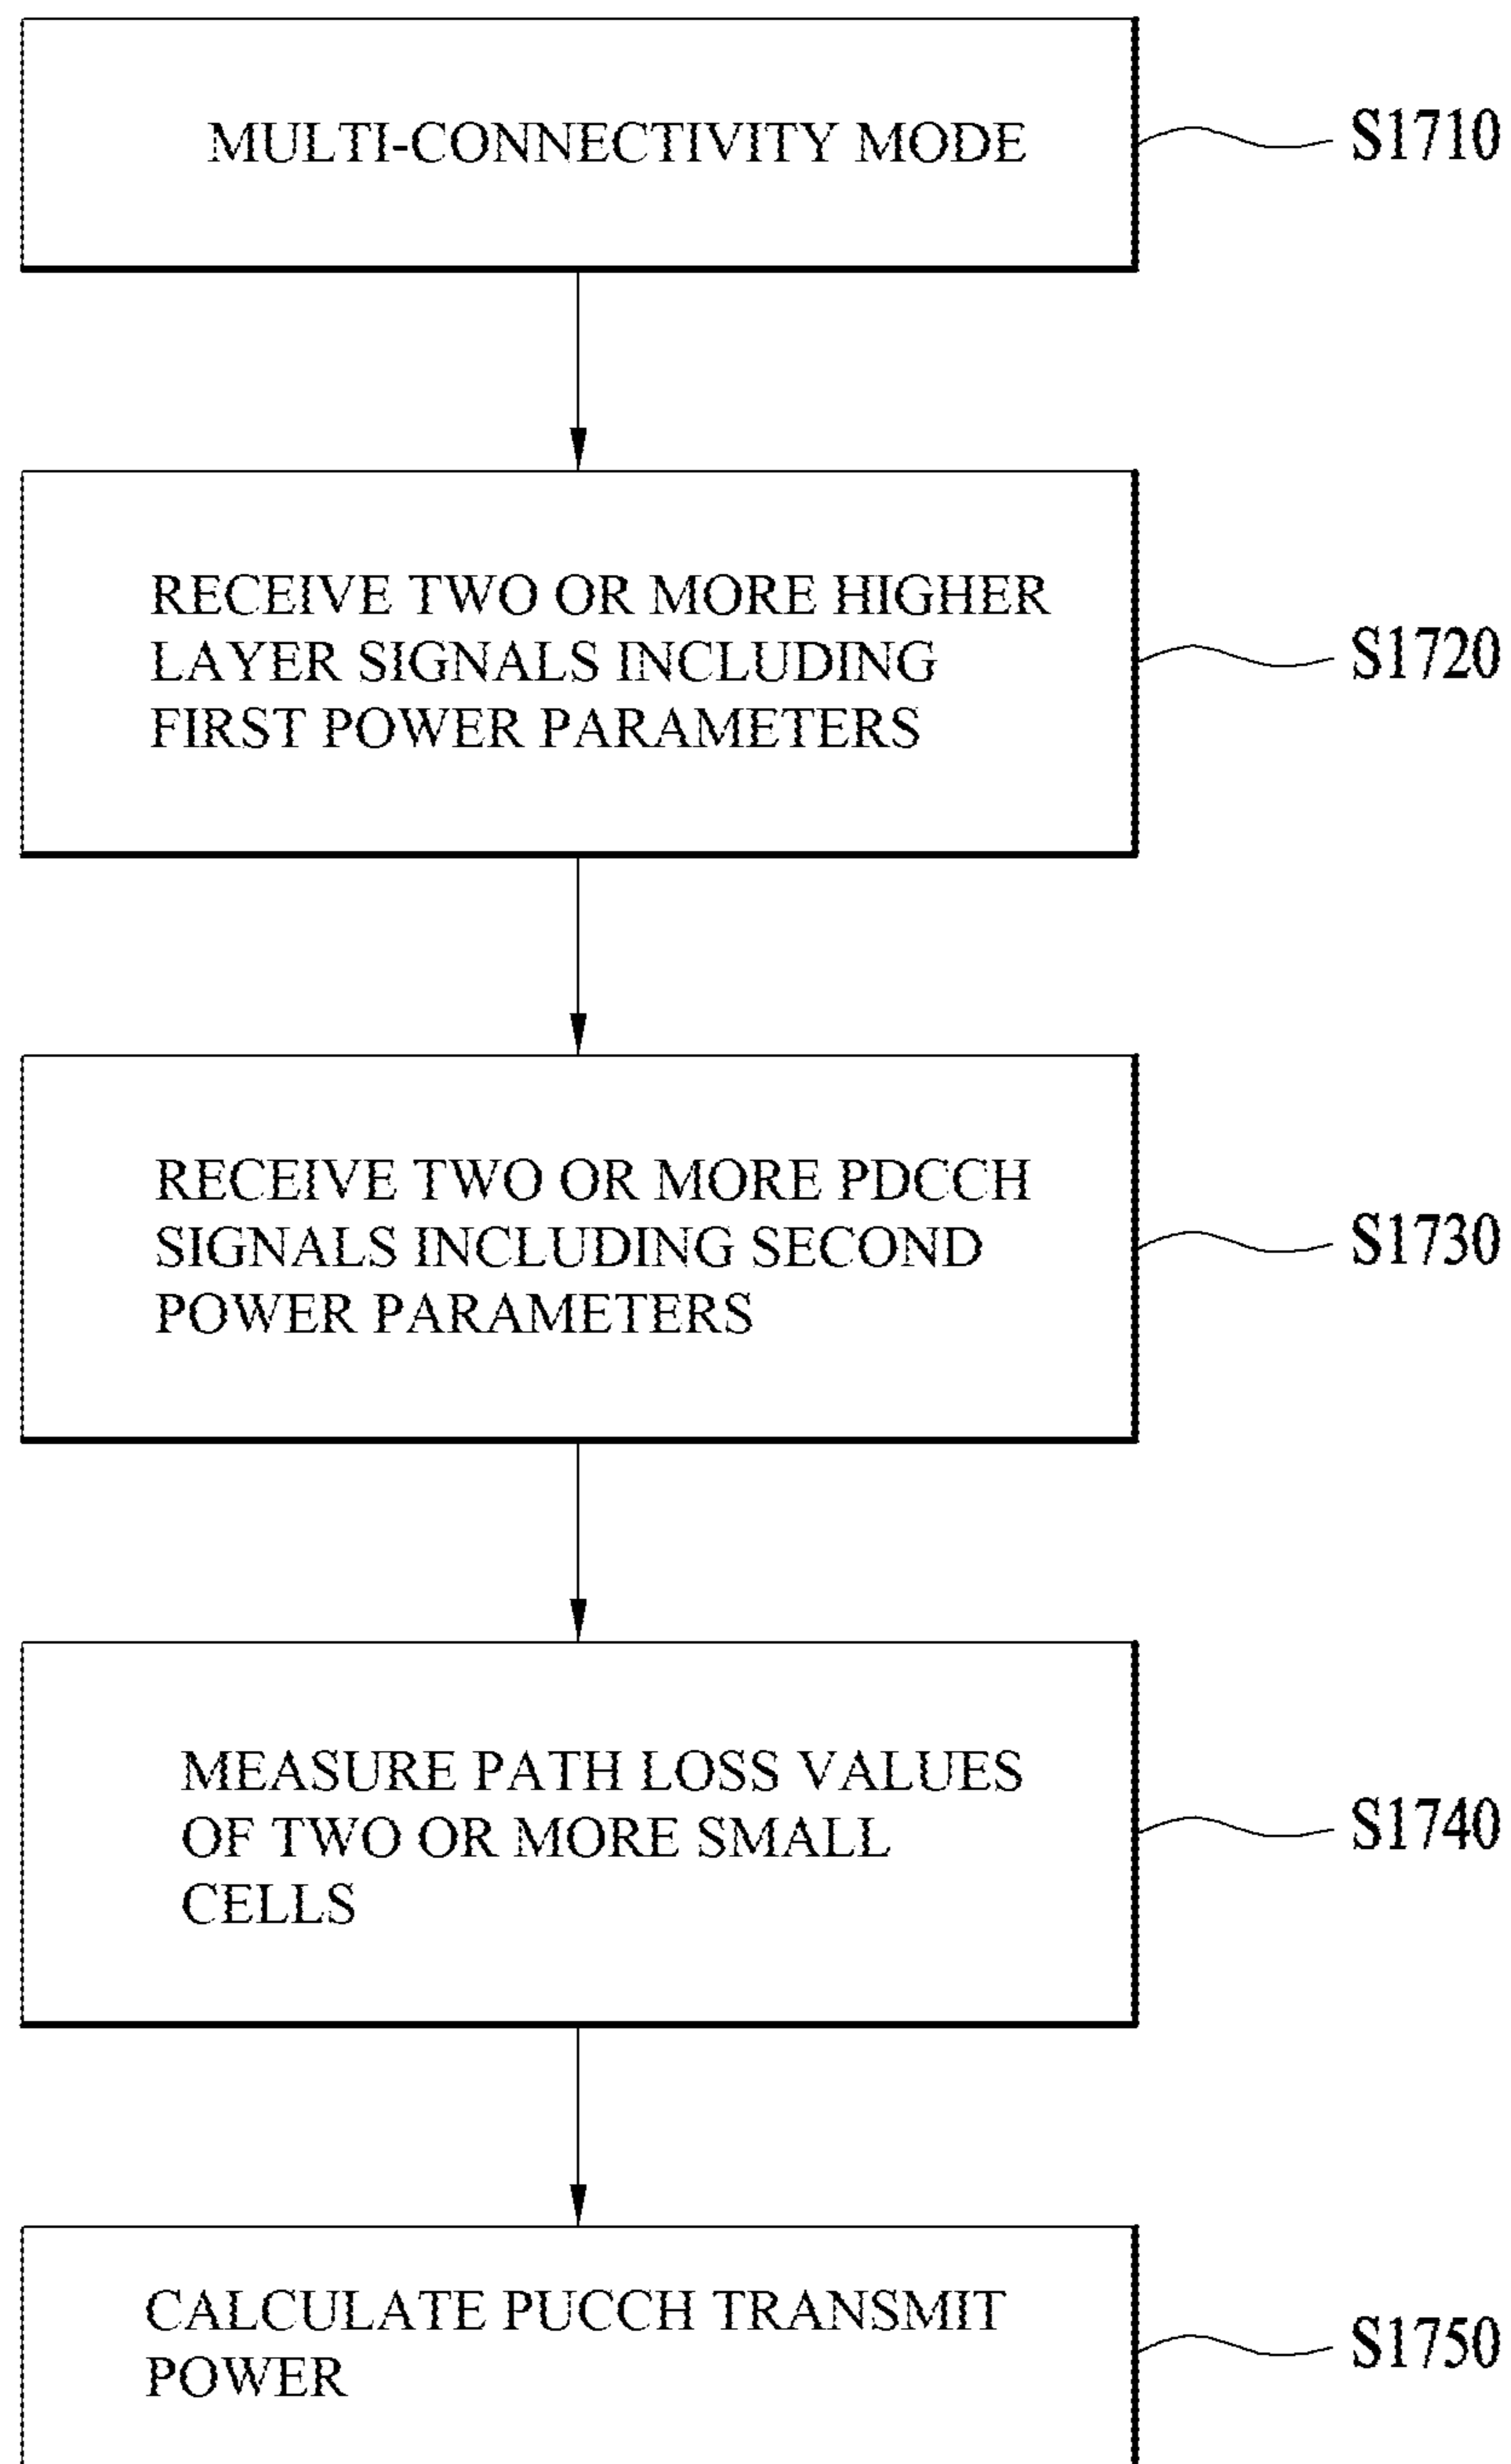 MULTI-CONNECTIVITY MODE
S1710
RECEIVE TWO OR MORE HIGHER
LAYER SIGNALS INCLUDING
FIRST POWER PARAMETERS
S1720
RECEIVE TWO OR MORE PDCCH
SIGNALS INCLUDING SECOND
POWER PARAMETERS
S1730
MEASURE PATH LOSS VALUES
OF TWO OR MORE SMALL
CELLS
S1740
CALCULATE PUCCH TRANSMIT
POWER
S1750